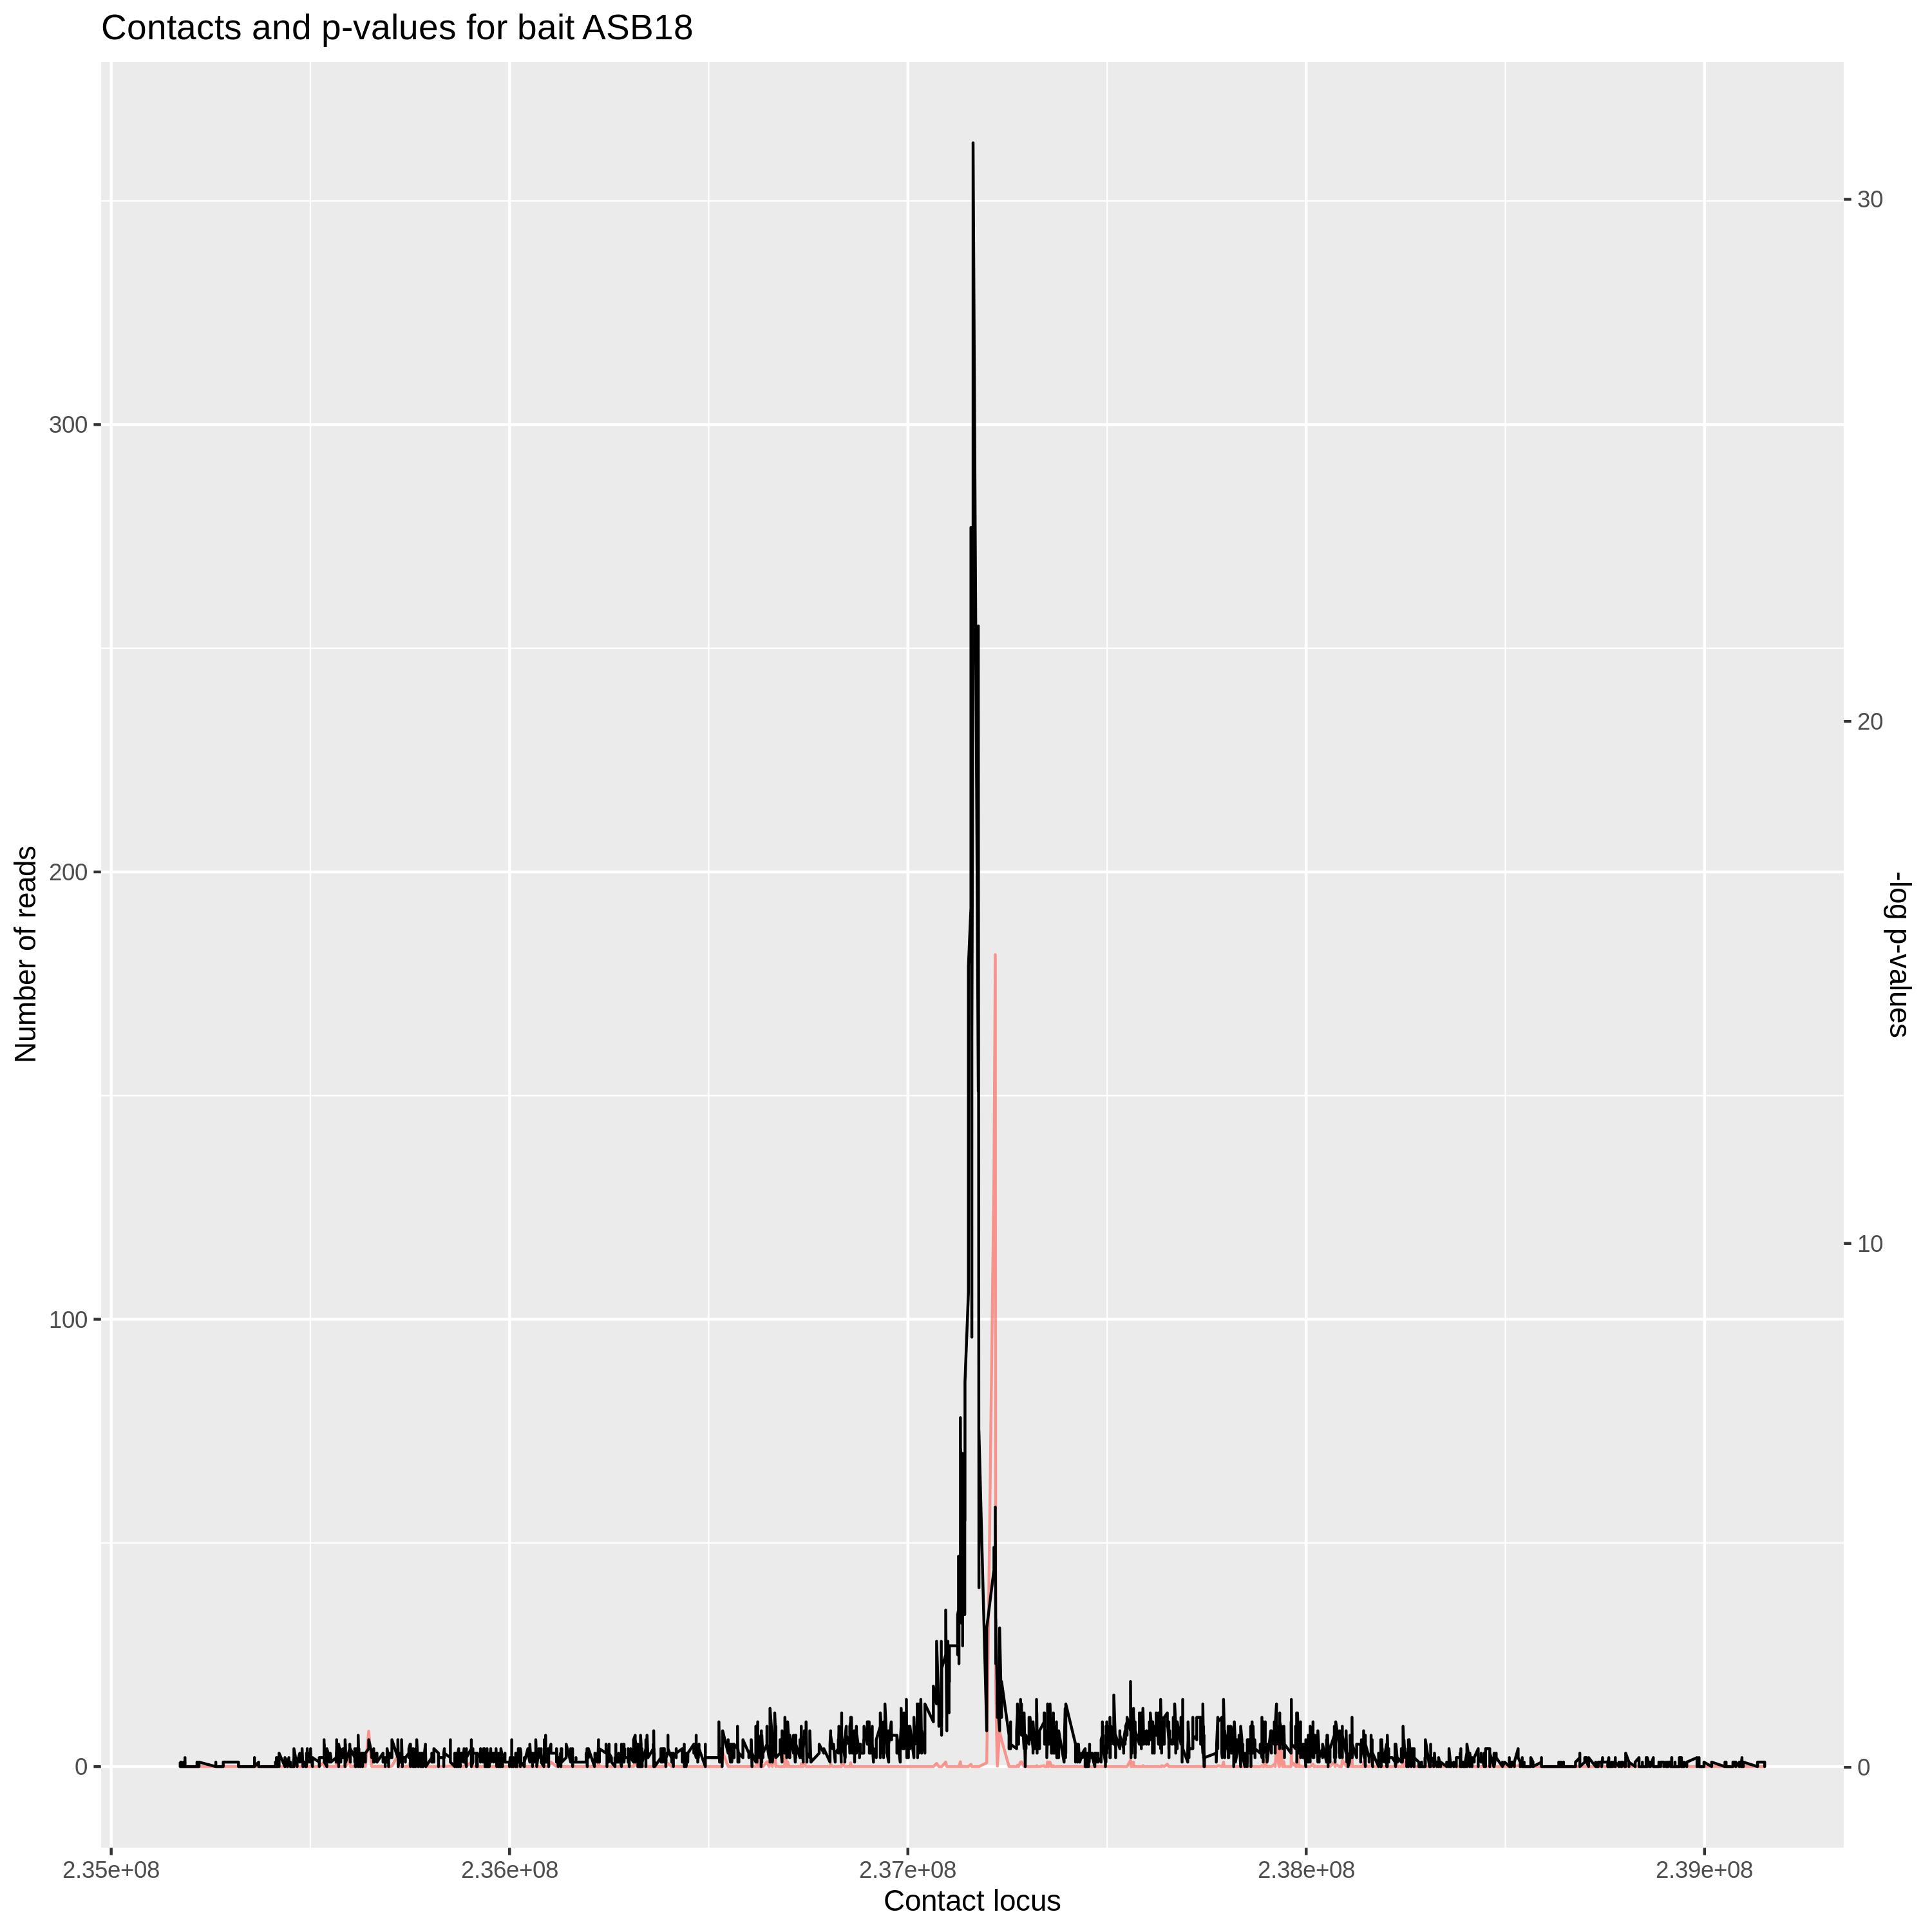 Contacts and p-values for bait ASB18
300
200
100
0
Number of reads
30
20
10
0
-log p-values
2.35e+08
2.36e+08
2.37e+08
2.38e+08
2.39e+08
Contact locus